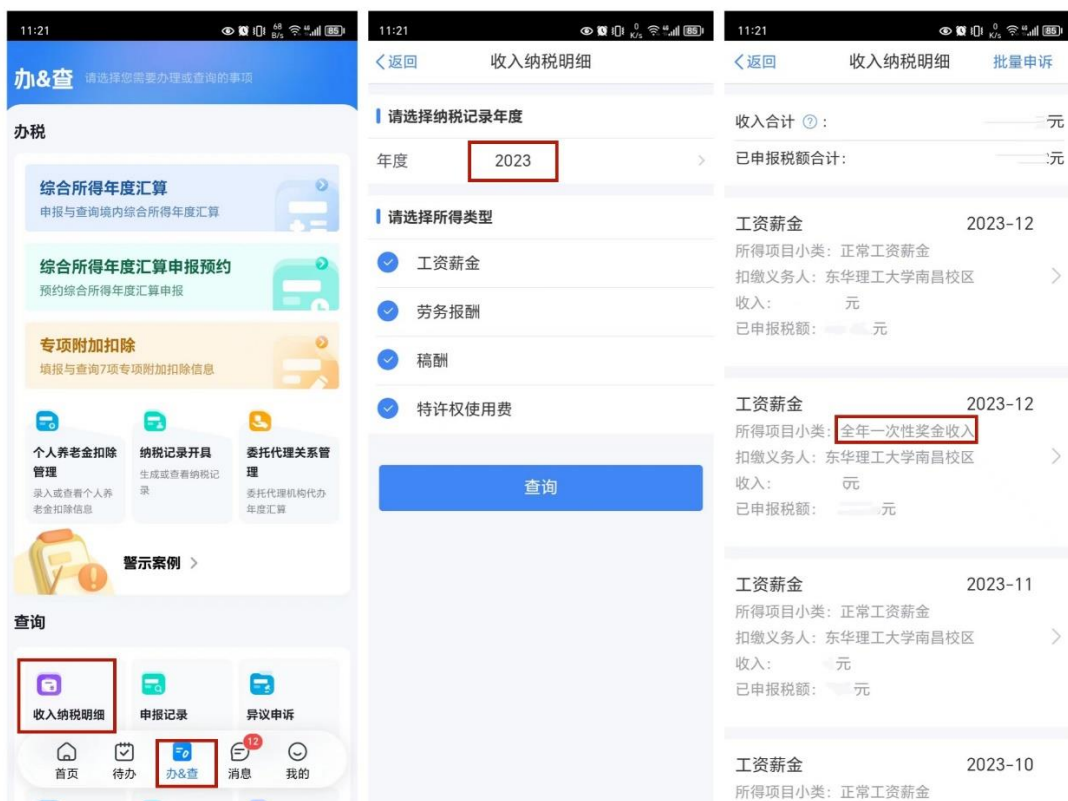 11:21
68 B/s
85
办&查 请选择您需要办理或查询的事项
办税
综合所得年度汇算
申报与查询境内综合所得年度汇算
综合所得年度汇算申报预约
预约综合所得年度汇算申报
专项附加扣除
填报与查询7项专项附加扣除信息
个人养老金扣除管理
录入或查看个人养老金扣除信息
纳税记录开具
生成或查看纳税记录
委托代理关系管理
委托代理机构代办年度汇算
警示案例
查询
收入纳税明细
申报记录
异议申诉
首页
待办
办&查
12
消息
我的
11:21
0 K/s
85
返回
收入纳税明细
请选择纳税记录年度
年度 2023
请选择所得类型
工资薪金
劳务报酬
稿酬
特许权使用费
查询
11:21
0 K/s
85
返回
收入纳税明细
批量申诉
收入合计 ? : 元
已申报税额合计: 元
工资薪金 2023-12
所得项目小类: 正常工资薪金
扣缴义务人: 东华理工大学南昌校区
收入: 元
已申报税额: 元
工资薪金 2023-12
所得项目小类: 全年一次性奖金收入
扣缴义务人: 东华理工大学南昌校区
收入: 元
已申报税额: 元
工资薪金 2023-11
所得项目小类: 正常工资薪金
扣缴义务人: 东华理工大学南昌校区
收入: 元
已申报税额: 元
工资薪金 2023-10
所得项目小类: 正常工资薪金